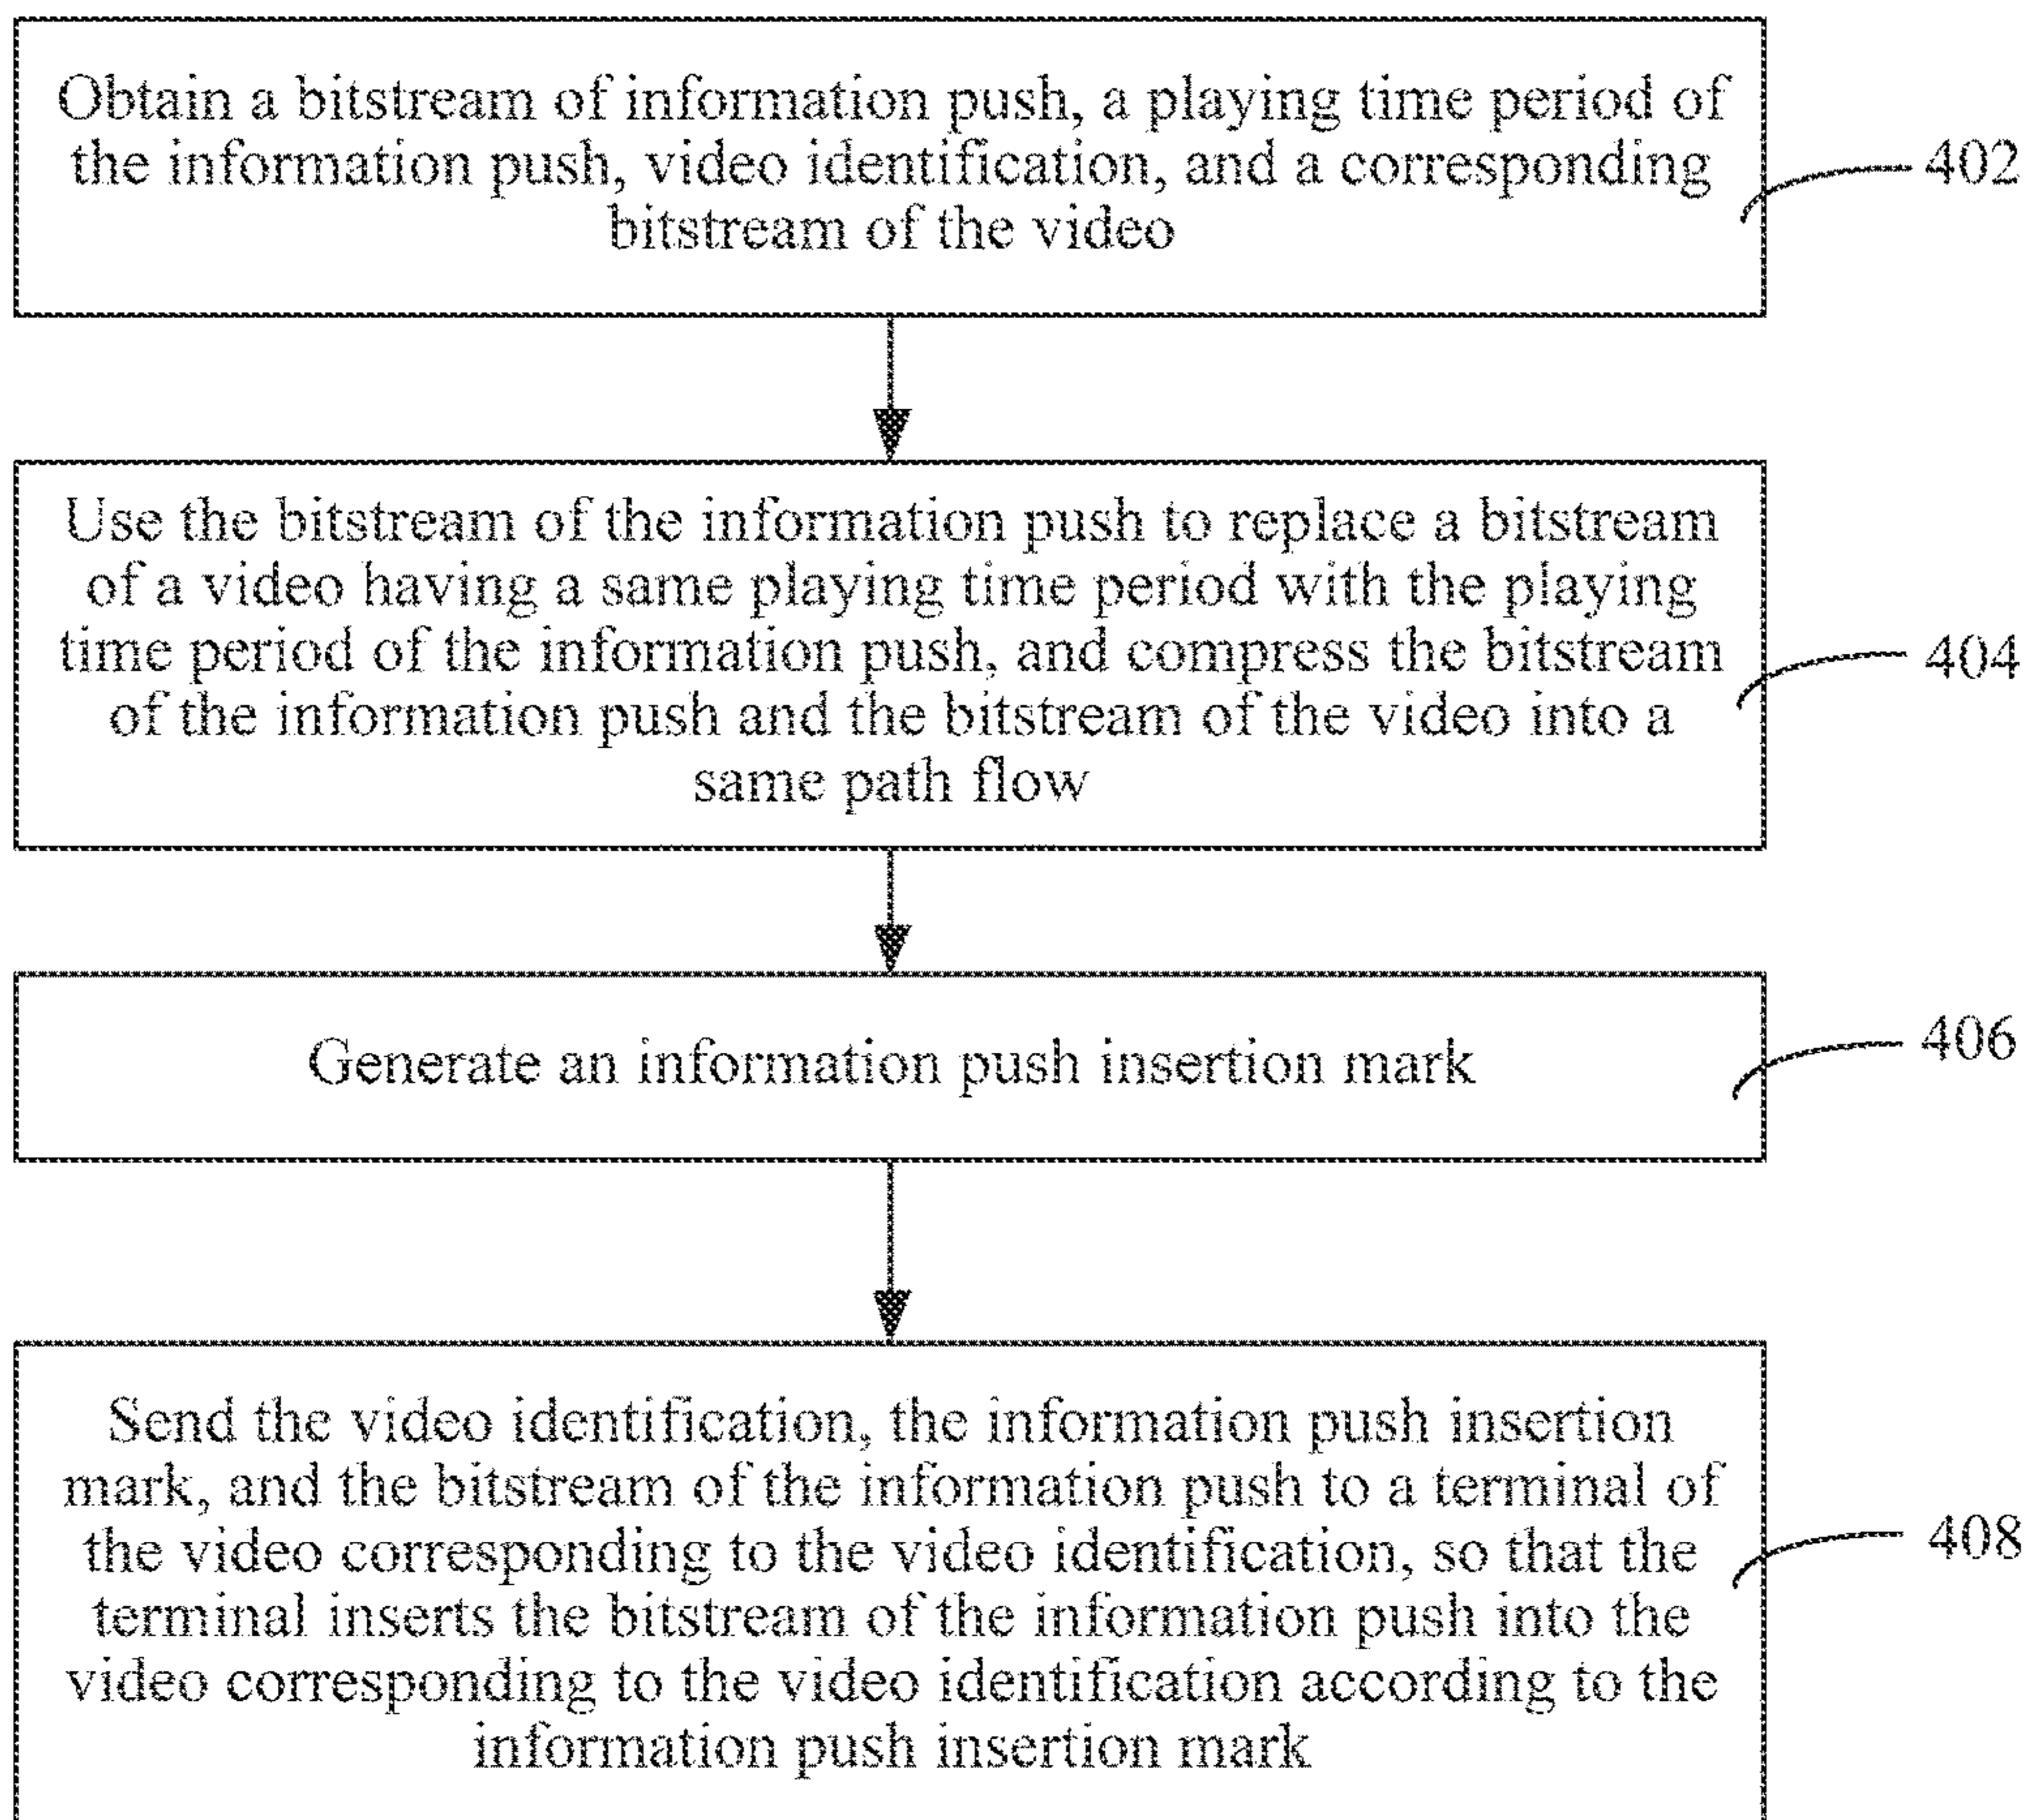 Obtain a bitstream of information push, a playing time period of
the information push, video identification, and a corresponding
bitstream of the video
402
Use the bitstream of the information push to replace a bitstream
of a video having a same playing time period with the playing
time period of the information push, and compress the bitstream
of the information push and the bitstream of the video into a
same path flow
404
Generate an information push insertion mark
406
Send the video identification, the information push insertion
mark, and the bitstream of the information push to a terminal of
the video corresponding to the video identification, so that the
terminal inserts the bitstream of the information push into the
video corresponding to the video identification according to the
information push insertion mark
408